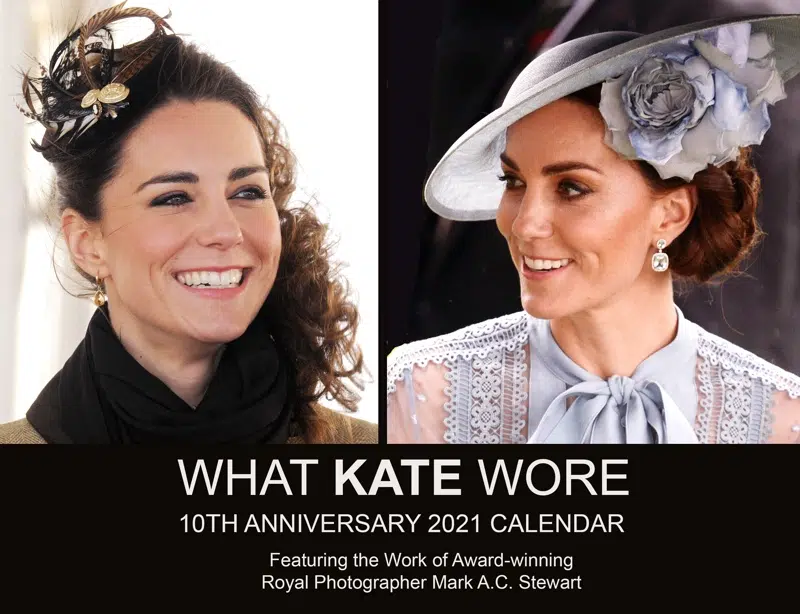 WHAT KATE WORE
10TH ANNIVERSARY 2021 CALENDAR
Featuring the Work of Award-winning
Royal Photographer Mark A.C. Stewart